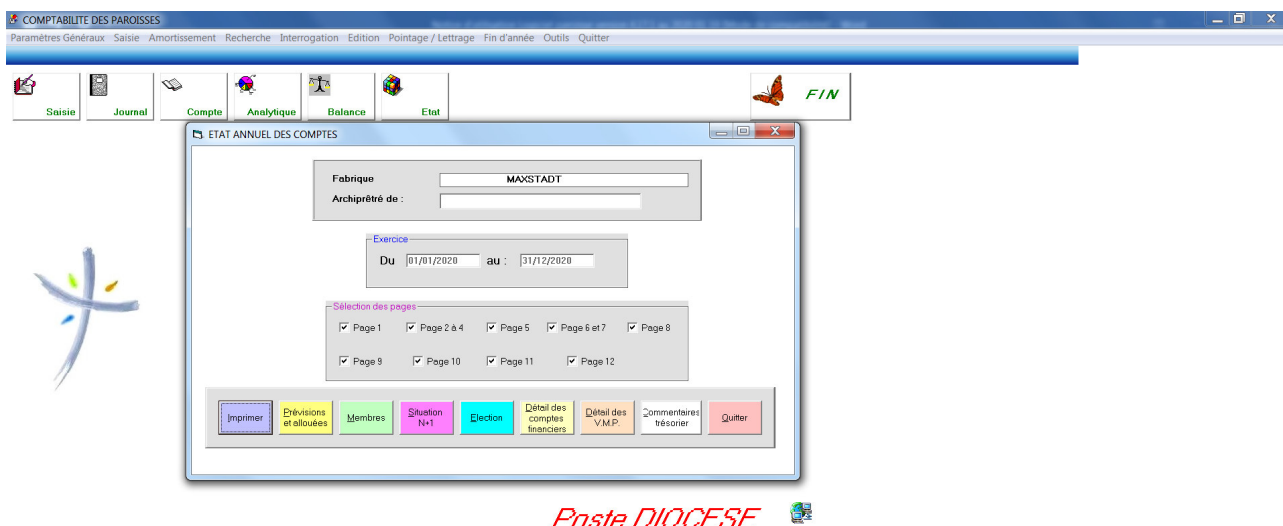 COMPTABILITE DES PAROISSES
Paramètres Généraux Saisie Amortissement Recherche Interrogation Edition Pointage / Lettrage Fin d'année Outils Quitter
Saisie Journal Compte Analytique Balance Etat FIN
ETAT ANNUEL DES COMPTES
Fabrique MAXSTADT
Archiprêtré de :
Exercice
Du 01/01/2020 au : 31/12/2020
Sélection des pages
Page 1 Page 2 à 4 Page 5 Page 6 et 7 Page 8
Page 9 Page 10 Page 11 Page 12
Imprimer
Prévisions
et allouées
Membres
Situation
N+1
Election
Détail des
comptes
financiers
Détail des
V.M.P.
Commentaires
trésorier
Quitter
Poste DIOCESE